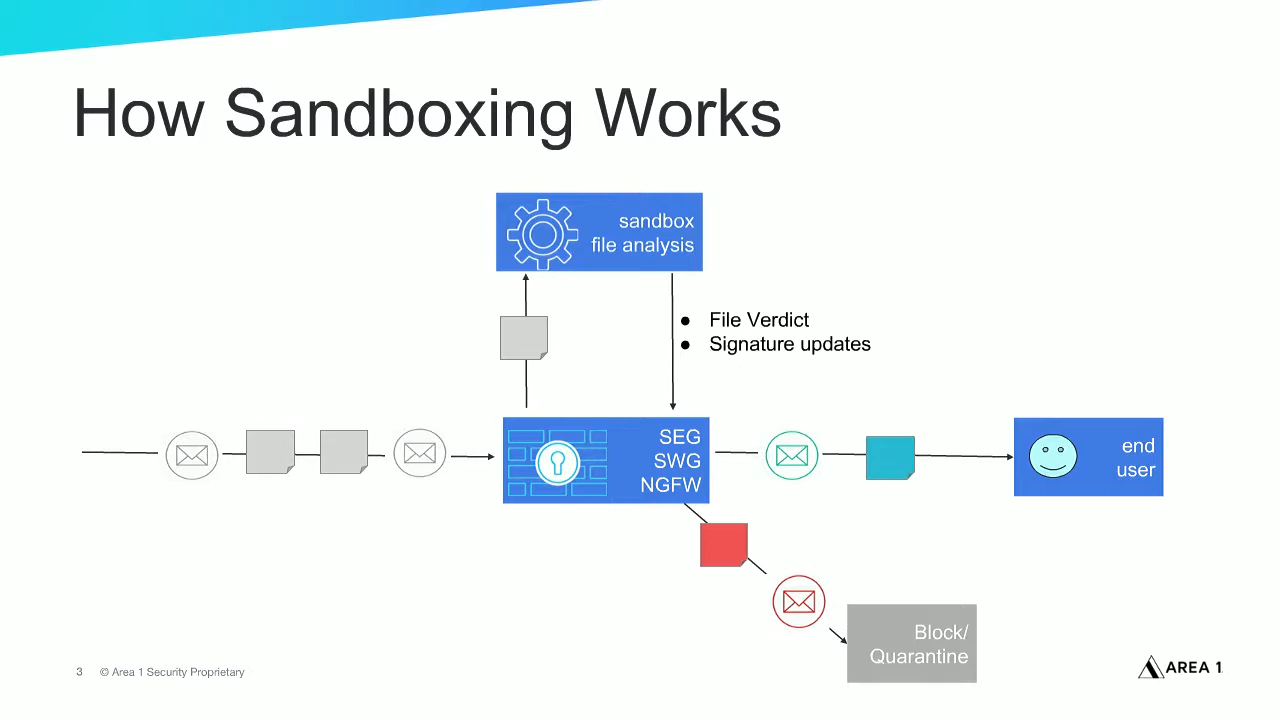 How Sandboxing Works
sandbox
file analysis
● File Verdict
● Signature updates
SEG
SWG
NGFW
end
user
Block/
Quarantine
3 © Area 1 Security Proprietary
AREA 1